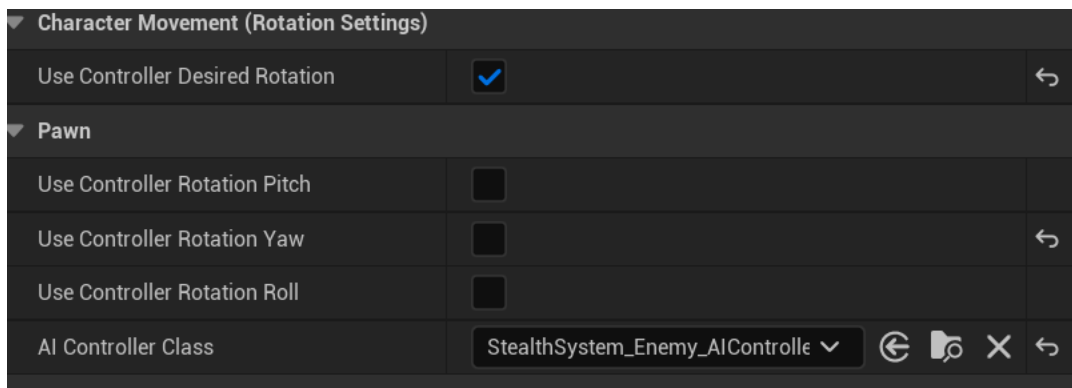 Character Movement (Rotation Settings)
Use Controller Desired Rotation
Pawn
Use Controller Rotation Pitch
Use Controller Rotation Yaw
Use Controller Rotation Roll
AI Controller Class StealthSystem_Enemy_AIControlle